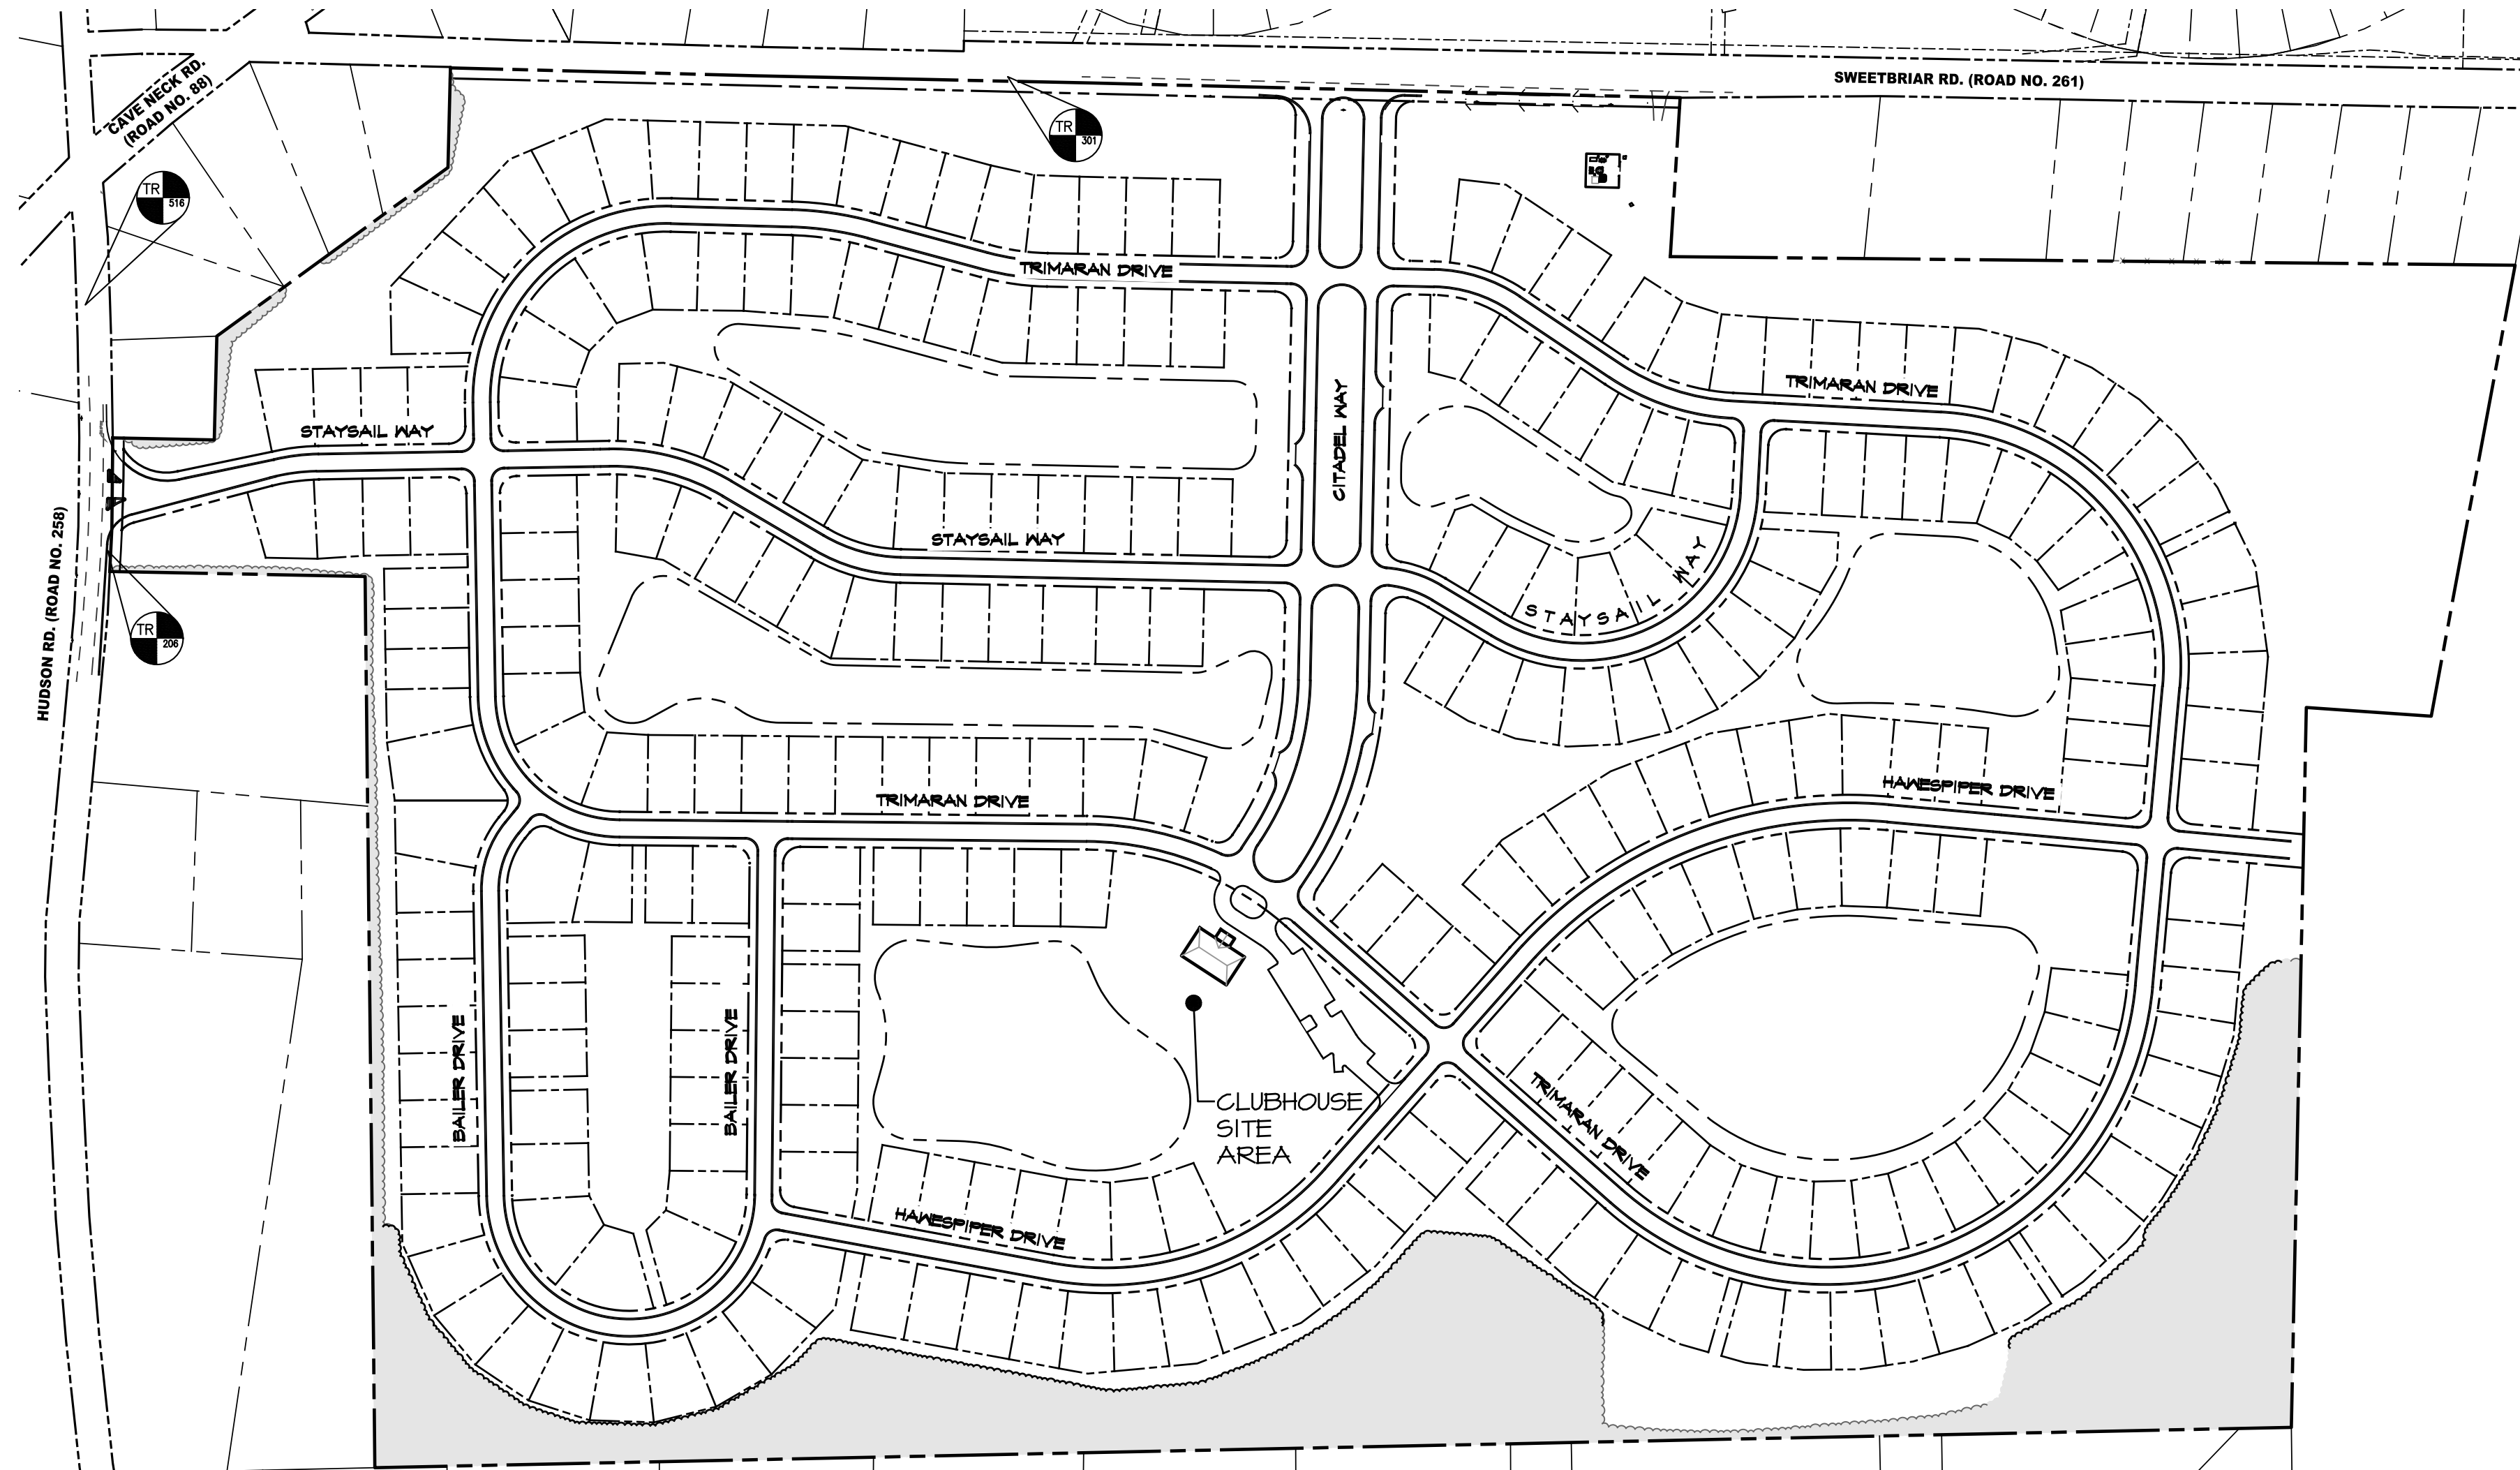 SWEETBRIAR RD. (ROAD NO. 261)
CAVE NECK RD.
(ROAD NO. 88)
TR
301
TR
516
TRIMARAN DRIVE
TRIMARAN DRIVE
CITADEL WAY
STAYSAIL WAY
STAYSAIL WAY
STAYSAIL WAY
HUDSON RD. (ROAD NO. 258)
TR
206
HAWESPIPER DRIVE
TRIMARAN DRIVE
BAILER DRIVE
BAILER DRIVE
CLUBHOUSE
SITE
AREA
TRIMARAN DRIVE
HAWESPIPER DRIVE